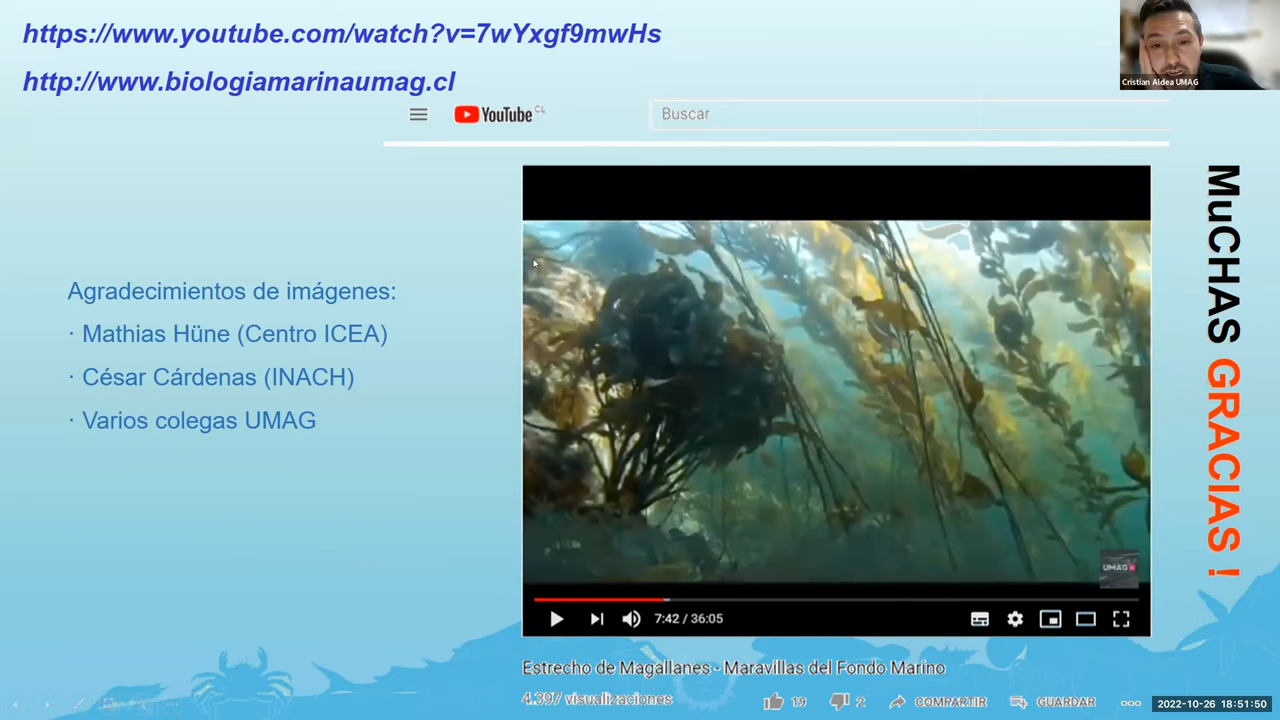 https://www.youtube.com/watch?v=7wYxgf9mwHs
http://www.biologiamarinaumag.cl
Cristian Aldea UMAG
YouTube CL
Buscar
Agradecimientos de imágenes:
· Mathias Hüne (Centro ICEA)
· César Cárdenas (INACH)
· Varios colegas UMAG
MuCHAS GRACIAS !
UMAG
7:42 / 36:05
Estrecho de Magallanes - Maravillas del Fondo Marino
4.397 visualizaciones
19
2
COMPARTIR
GUARDAR
2022-10-26 18:51:50